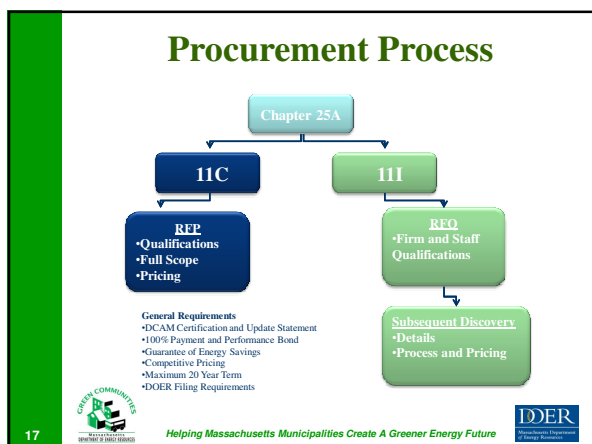 Procurement Process
Chapter 25A
11C
11I
RFP
•Qualifications
•Full Scope
•Pricing
RFQ
•Firm and Staff
Qualifications
Subsequent Discovery
•Details
•Process and Pricing
General Requirements
•DCAM Certification and Update Statement
•100% Payment and Performance Bond
•Guarantee of Energy Savings
•Competitive Pricing
•Maximum 20 Year Term
•DOER Filing Requirements
GREEN COMMUNITIES
Massachusetts
DEPARTMENT OF ENERGY RESOURCES
17
Helping Massachusetts Municipalities Create A Greener Energy Future
DOER
Massachusetts Department
of Energy Resources